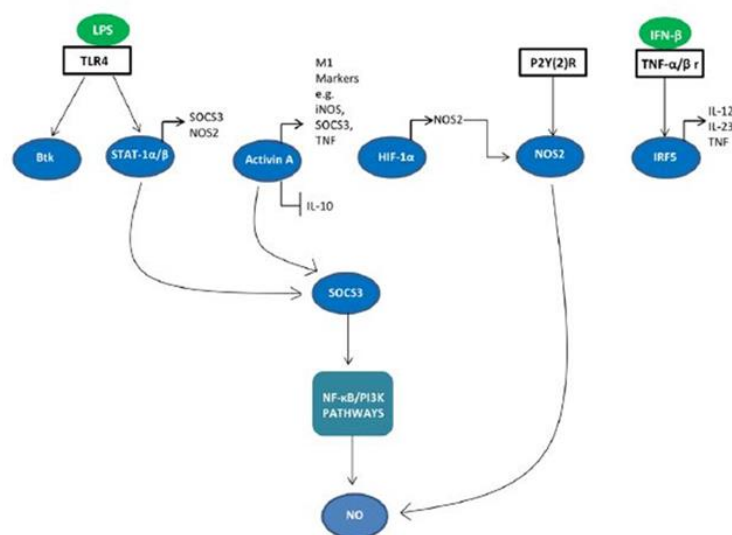 LPS
TLR4
Btk
STAT-1α/β
SOCS3
NOS2
M1
Markers
e.g.
iNOS,
SOCS3,
TNF
Activin A
IL-10
HIF-1α
NOS2
P2Y(2)R
NOS2
IFN-β
TNF-α/β r
IRF5
IL-12
IL-23
TNF
SOCS3
NF-κB/PI3K
PATHWAYS
NO